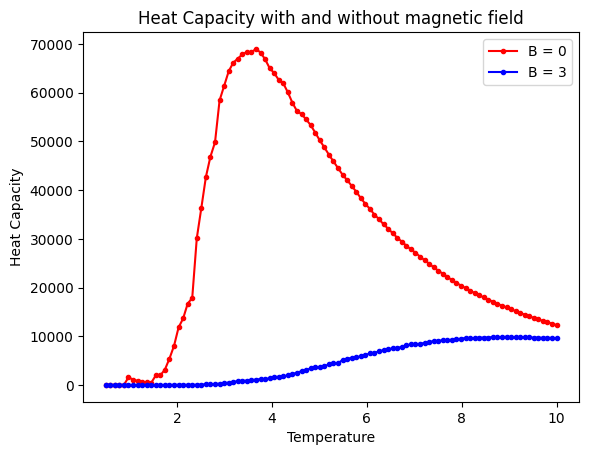 Heat Capacity with and without magnetic field
B = 0
B = 3
Heat Capacity
70000
60000
50000
40000
30000
20000
10000
0
2
4
6
8
10
Temperature